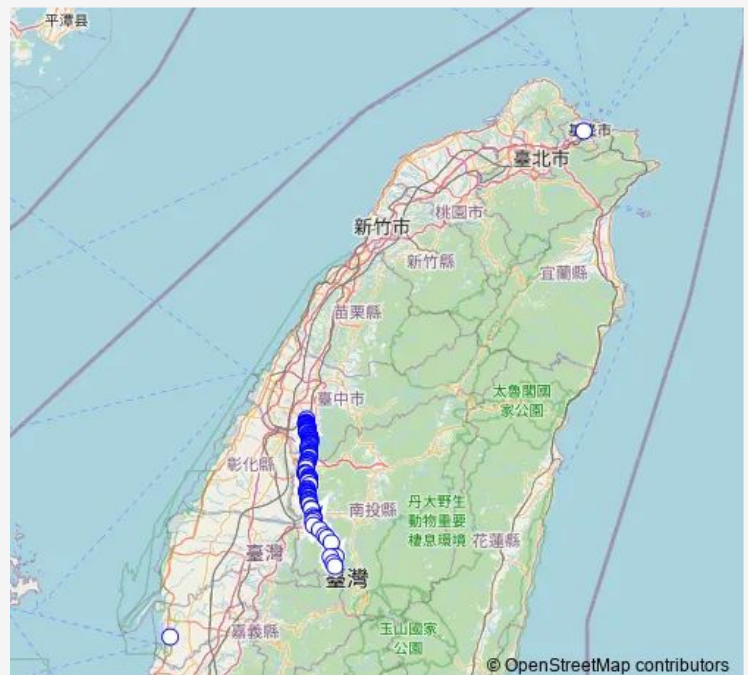 平潭县
基隆市
臺北市
桃園市
新竹市
新竹縣
宜蘭縣
苗栗縣
太魯閣國
家公園
臺中市
彰化縣
南投縣
丹大野生
動物重要
棲息環境
花蓮縣
臺灣
臺灣
嘉義縣
玉山國家
公園
© OpenStreetMap contributors